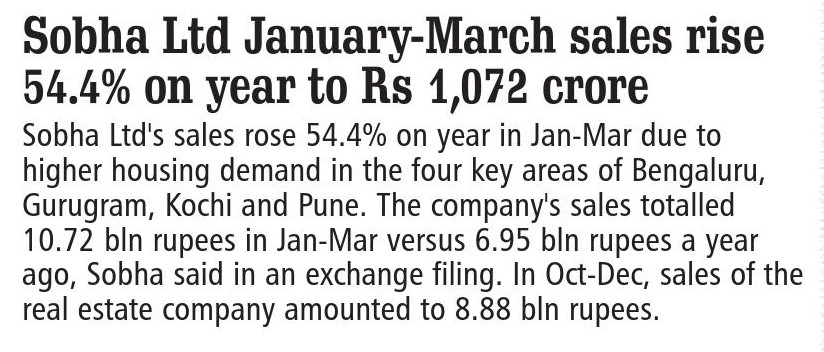 Sobha Ltd January-March sales rise
54.4% on year to Rs 1,072 crore
Sobha Ltd's sales rose 54.4% on year in Jan-Mar due to
higher housing demand in the four key areas of Bengaluru,
Gurugram, Kochi and Pune. The company's sales totalled
10.72 bln rupees in Jan-Mar versus 6.95 bln rupees a year
ago, Sobha said in an exchange filing. In Oct-Dec, sales of the
real estate company amounted to 8.88 bln rupees.